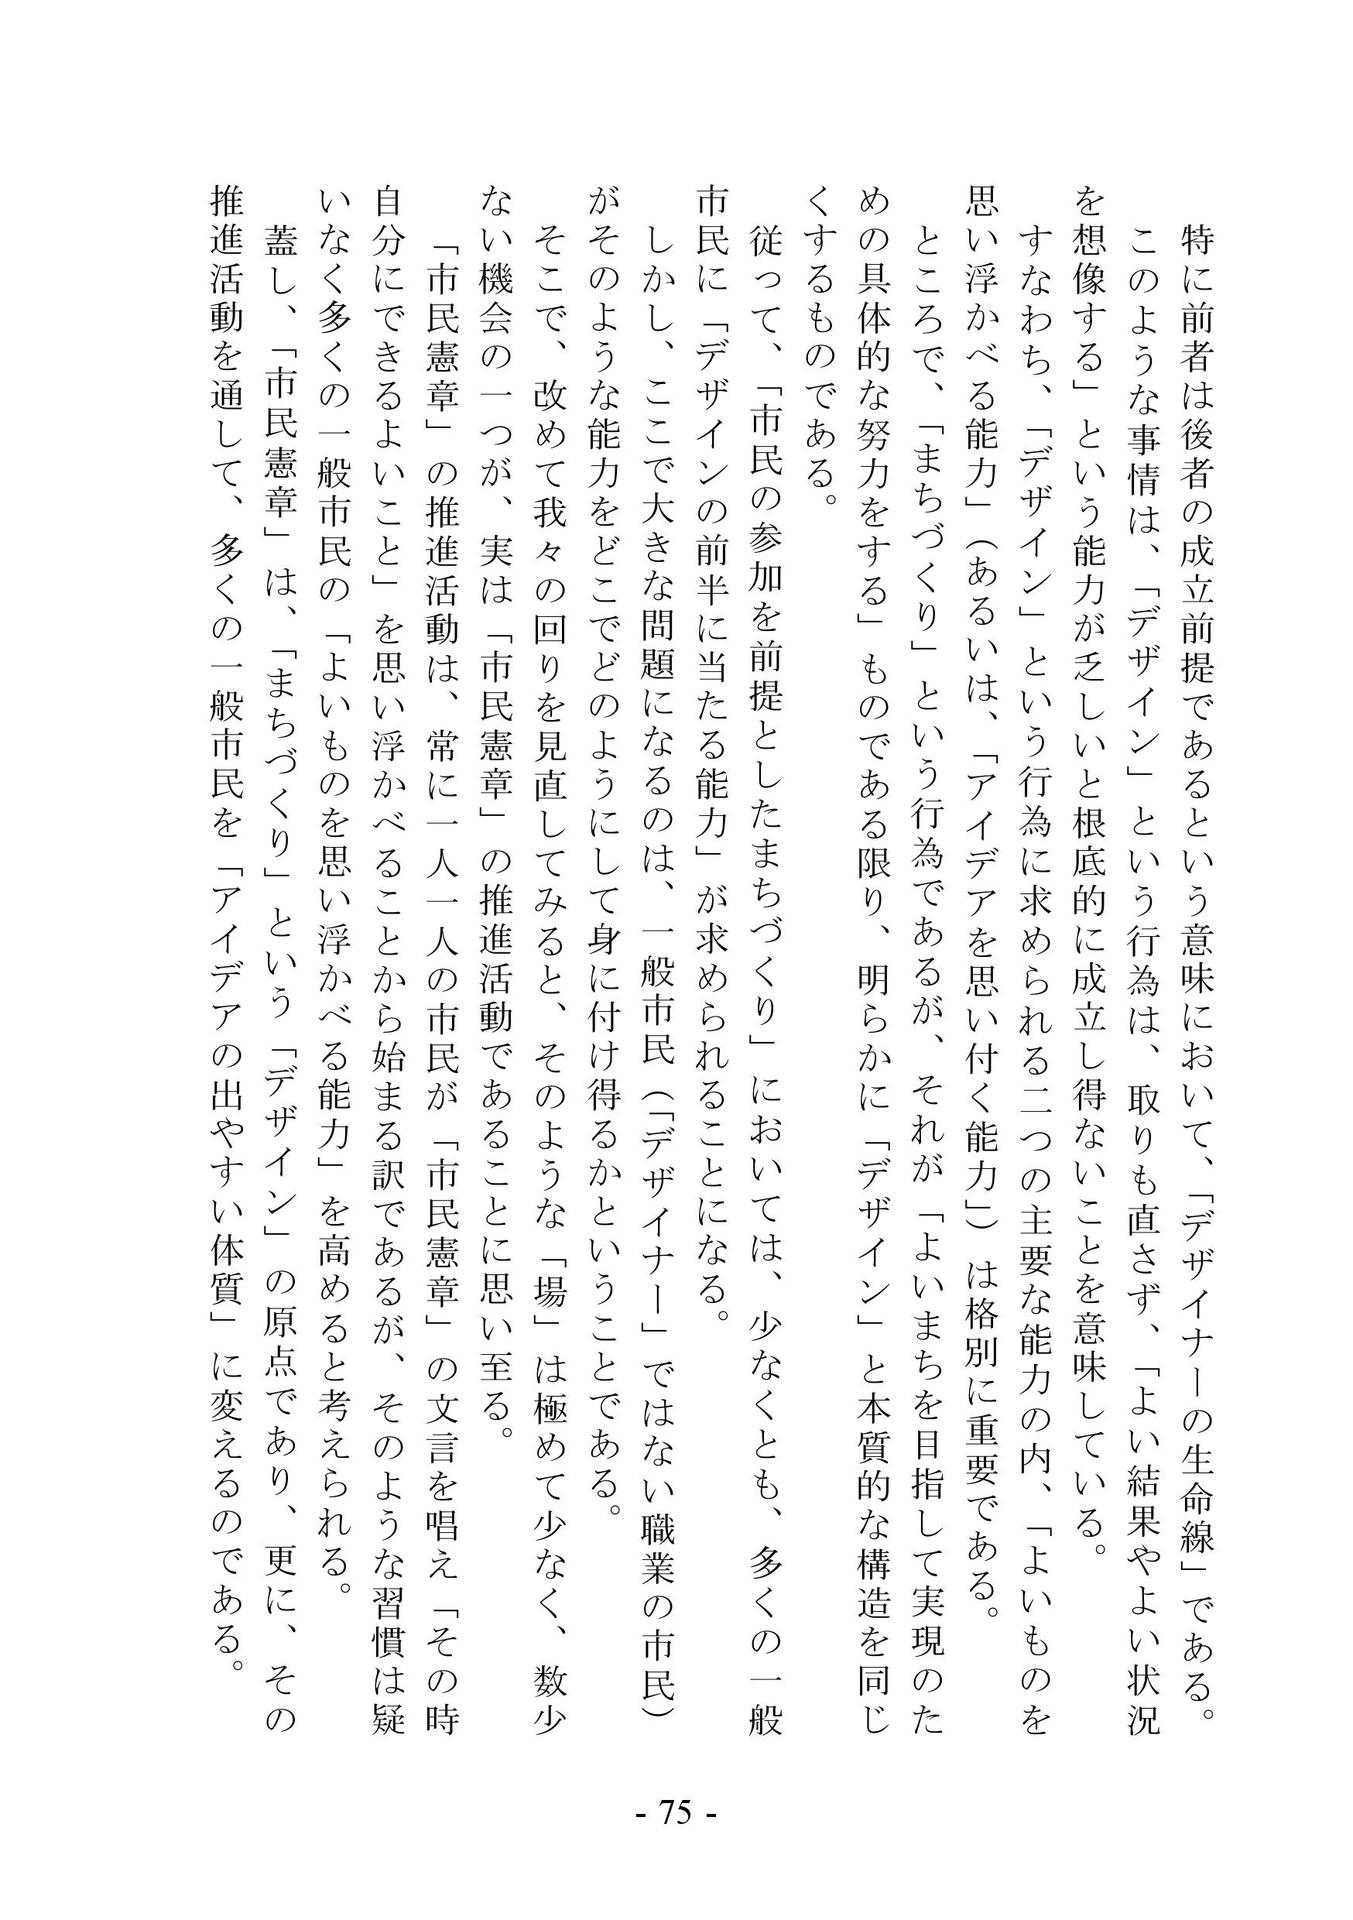 特に前者は後者の成立前提であるという意味において、「デザイナーの生命線」である。
このような事情は、「デザイン」という行為は、取りも直さず、「よい結果やよい状況
を想像する」という能力が乏しいと根底的に成立し得ないことを意味している。
すなわち、「デザイン」という行為に求められる二つの主要な能力の内、「よいものを
思い浮かべる能力」（あるいは、「アイデアを思い付く能力」）は格別に重要である。
ところで、「まちづくり」という行為であるが、それが「よいまちを目指して実現のた
めの具体的な努力をする」ものである限り、明らかに「デザイン」と本質的な構造を同じ
くするものである。
従って、「市民の参加を前提としたまちづくり」においては、少なくとも、多くの一般
市民に「デザインの前半に当たる能力」が求められることになる。
しかし、ここで大きな問題になるのは、一般市民（「デザイナー」ではない職業の市民）
がそのような能力をどこでどのようにして身に付け得るかということである。
そこで、改めて我々の回りを見直してみると、そのような「場」は極めて少なく、数少
ない機会の一つが、実は「市民憲章」の推進活動であることに思い至る。
「市民憲章」の推進活動は、常に一人一人の市民が「市民憲章」の文言を唱え「その時
自分にできるよいこと」を思い浮かべることから始まる訳であるが、そのような習慣は疑
いなく多くの一般市民の「よいものを思い浮かべる能力」を高めると考えられる。
蓋し、「市民憲章」は、「まちづくり」という「デザイン」の原点であり、更に、その
推進活動を通して、多くの一般市民を「アイデアの出やすい体質」に変えるのである。
- 75 -